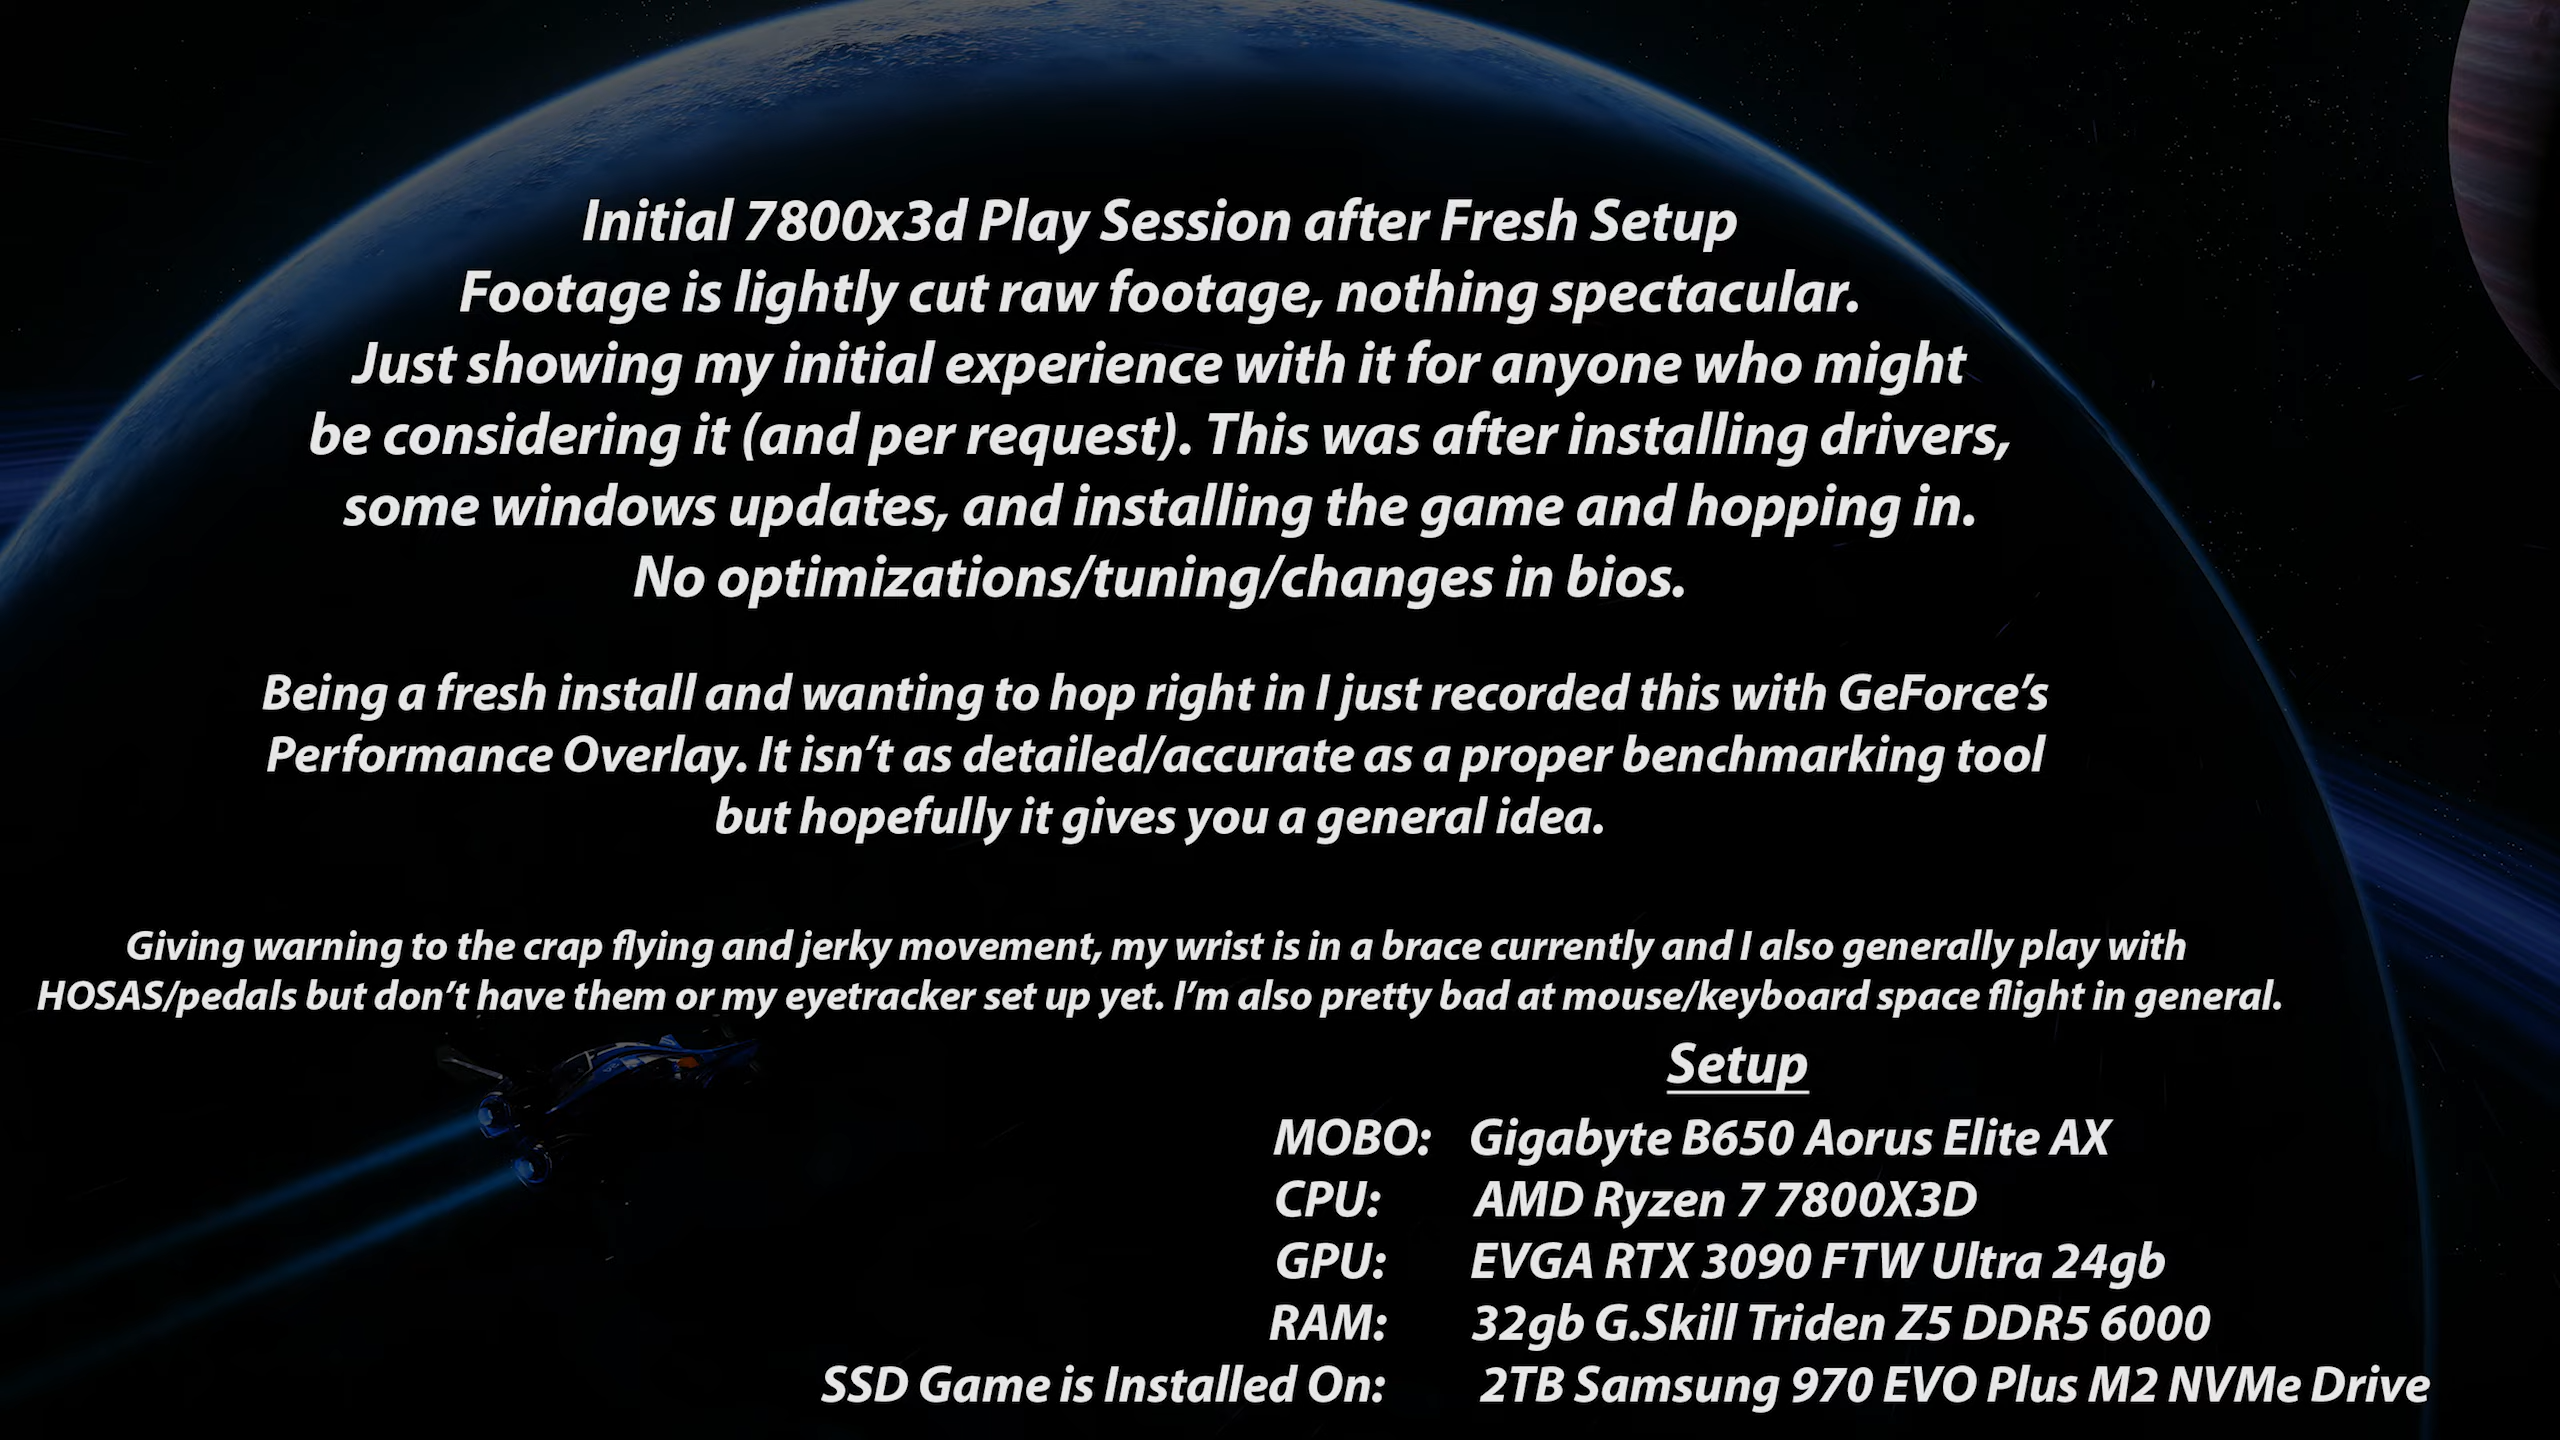 Initial 7800x3d Play Session after Fresh Setup
Footage is lightly cut raw footage, nothing spectacular.
Just showing my initial experience with it for anyone who might
be considering it (and per request). This was after installing drivers,
some windows updates, and installing the game and hopping in.
No optimizations/tuning/changes in bios.
Being a fresh install and wanting to hop right in I just recorded this with GeForce’s
Performance Overlay. It isn’t as detailed/accurate as a proper benchmarking tool
but hopefully it gives you a general idea.
Giving warning to the crap flying and jerky movement, my wrist is in a brace currently and I also generally play with
HOSAS/pedals but don’t have them or my eyetracker set up yet. I’m also pretty bad at mouse/keyboard space flight in general.
Setup
MOBO: Gigabyte B650 Aorus Elite AX
CPU: AMD Ryzen 7 7800X3D
GPU: EVGA RTX 3090 FTW Ultra 24gb
RAM: 32gb G.Skill Triden Z5 DDR5 6000
SSD Game is Installed On: 2TB Samsung 970 EVO Plus M2 NVMe Drive